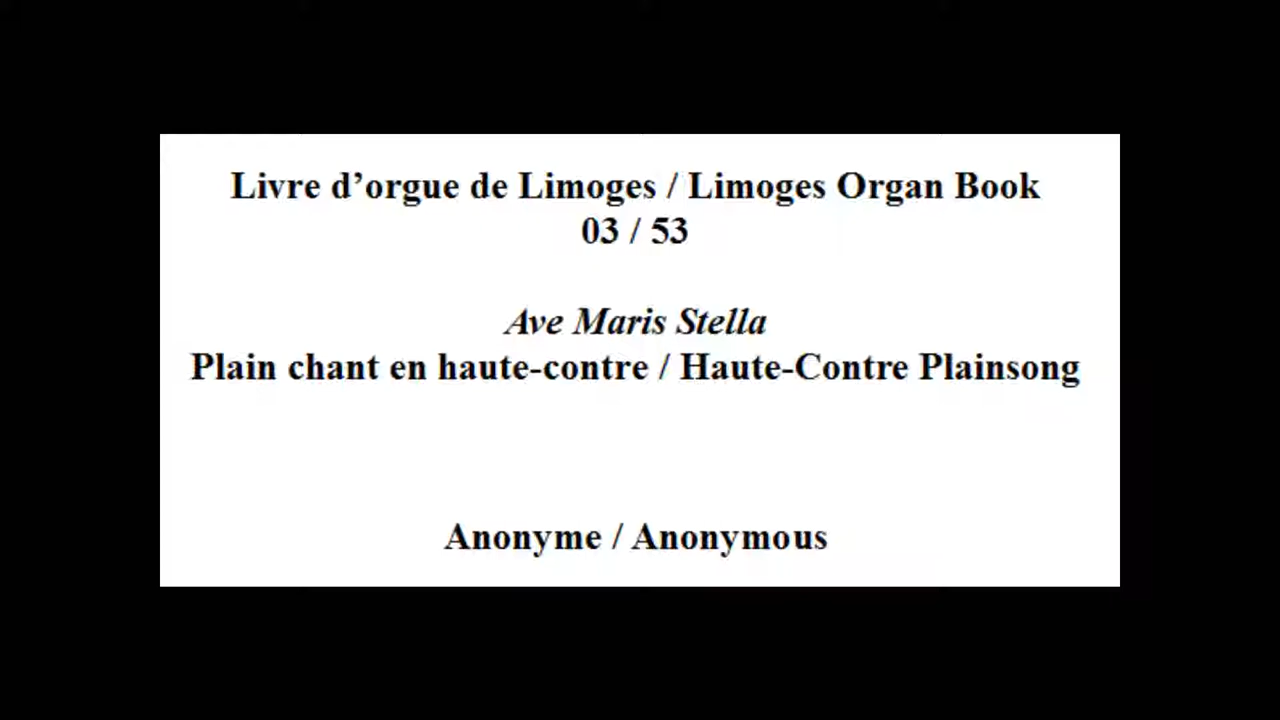 Livre d’orgue de Limoges / Limoges Organ Book
03 / 53
Ave Maris Stella
Plain chant en haute-contre / Haute-Contre Plainsong
Anonyme / Anonymous